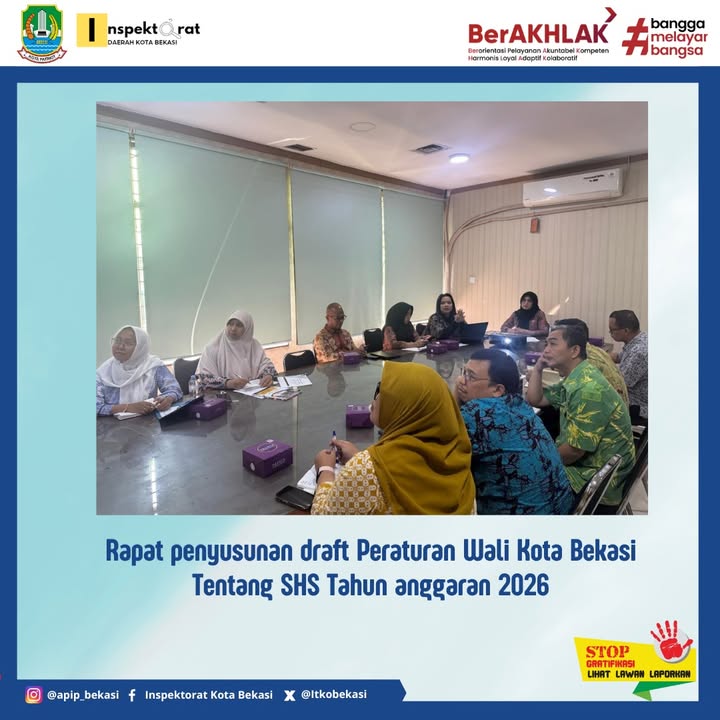 Inspektorat
DAERAH KOTA BEKASI
BerAKHLAK
Berorientasi Pelayanan Akuntabel Kompeten
Harmonis Loyal Adaptif Kolaboratif
#bangga
melayani
bangsa
Rapat penyusunan draft Peraturan Wali Kota Bekasi
Tentang SHS Tahun anggaran 2026
STOP
GRATIFIKASI
LIHAT LAWAN LAPORKAN
@apip_bekasi
Inspektorat Kota Bekasi
@Itkobekasi